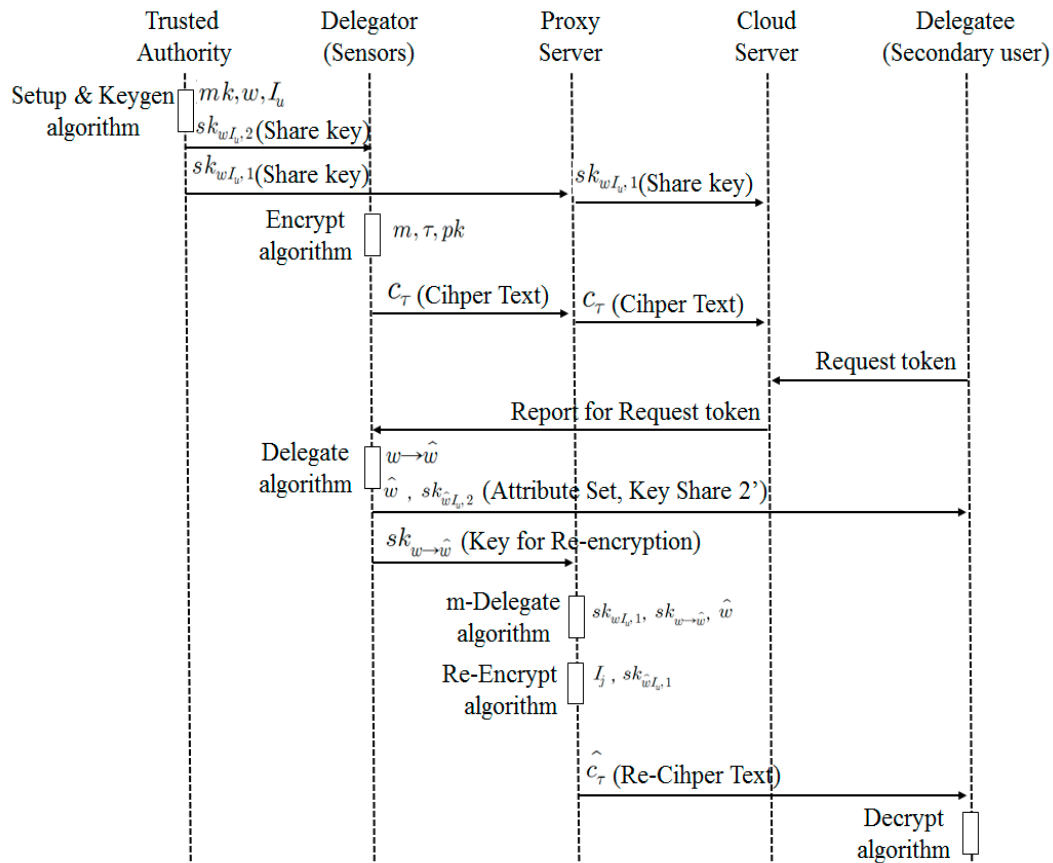 Trusted Authority
Delegator (Sensors)
Proxy Server
Cloud Server
Delegatee (Secondary user)
Setup & Keygen algorithm
mk, w, I_u
sk_{wI_u,2}(Share key)
sk_{wI_u,1}(Share key)
sk_{wI_u,1}(Share key)
Encrypt algorithm
m, τ, pk
C_τ (Cihper Text)
C_τ (Cihper Text)
Request token
Report for Request token
Delegate algorithm
w→ŵ
ŵ , sk_{ŵI_u,2} (Attribute Set, Key Share 2’)
sk_{w→ŵ} (Key for Re-encryption)
m-Delegate algorithm
sk_{wI_u,1}, sk_{w→ŵ}, ŵ
Re-Encrypt algorithm
I_j , sk_{ŵI_u,1}
ĉ_τ (Re-Cihper Text)
Decrypt algorithm